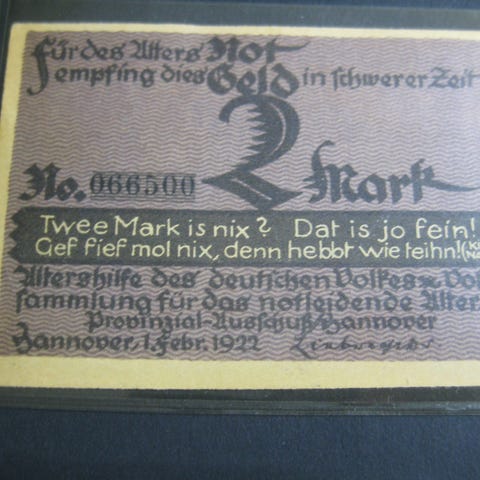 Für des Alters Not
empfing dies Geld in schwerer Zeit
2 Mark
No. 066500
Twee Mark is nix? Dat is jo fein!
Gef fief mol nix, denn hebbt wie teihn!
Altershilfe des deutschen Volkes
sammlung für das notleidende Alter
Provinzial-Ausschuß Hannover
Hannover, 1. Febr. 1922